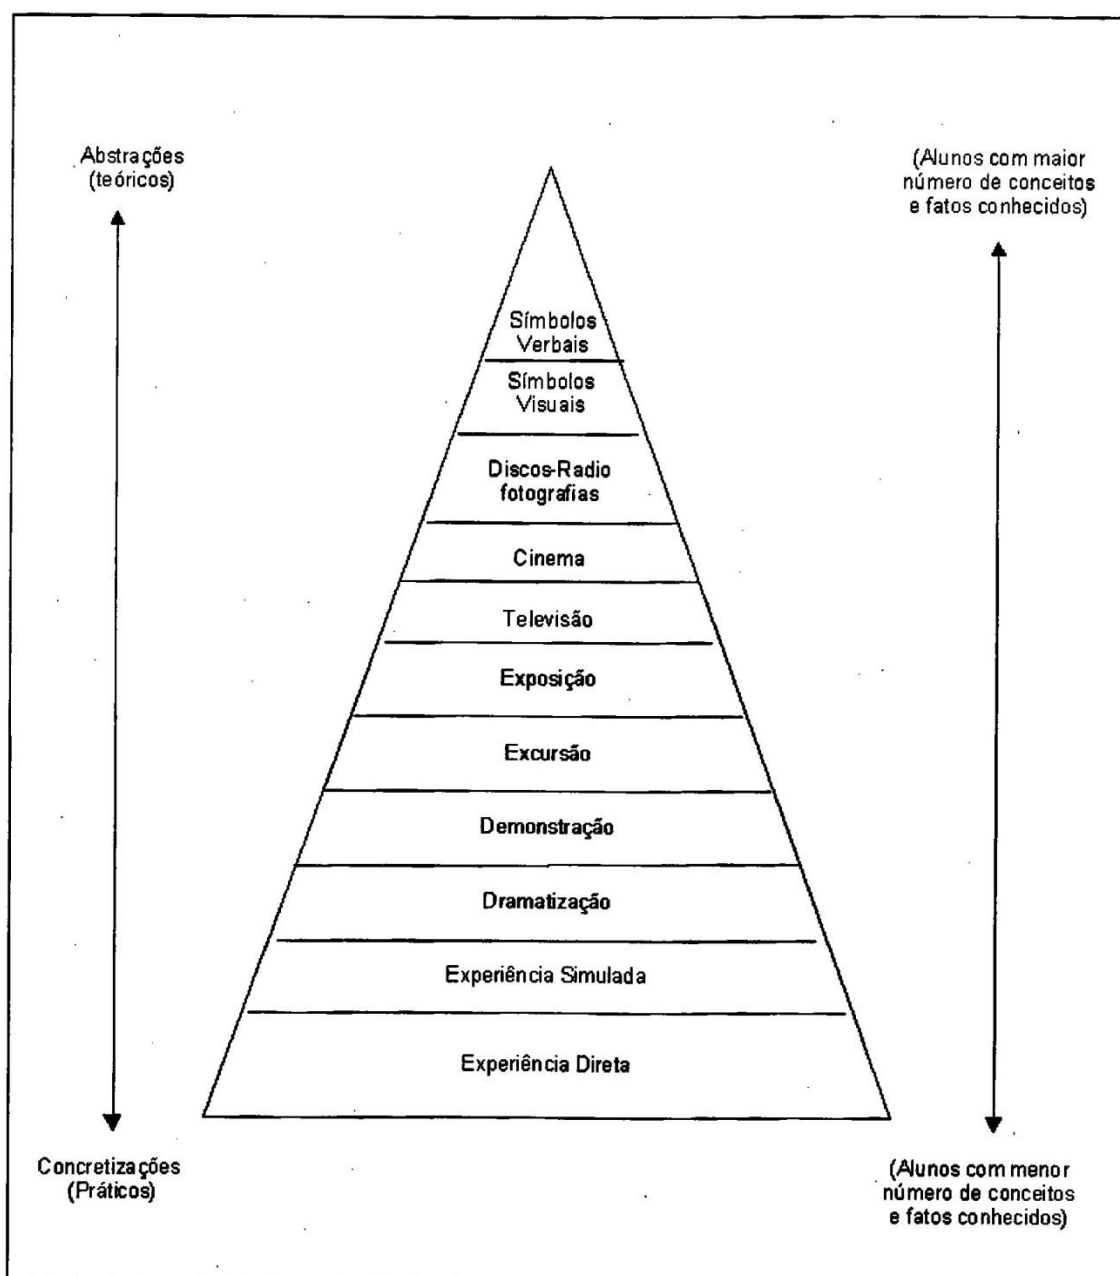 Abstrações
(teóricos)
(Alunos com maior
número de conceitos
e fatos conhecidos)
Símbolos
Verbais
Símbolos
Visuais
Discos-Radio
fotografias
Cinema
Televisão
Exposição
Excursão
Demonstração
Dramatização
Experiência Simulada
Experiência Direta
Concretizações
(Práticos)
(Alunos com menor
número de conceitos
e fatos conhecidos)